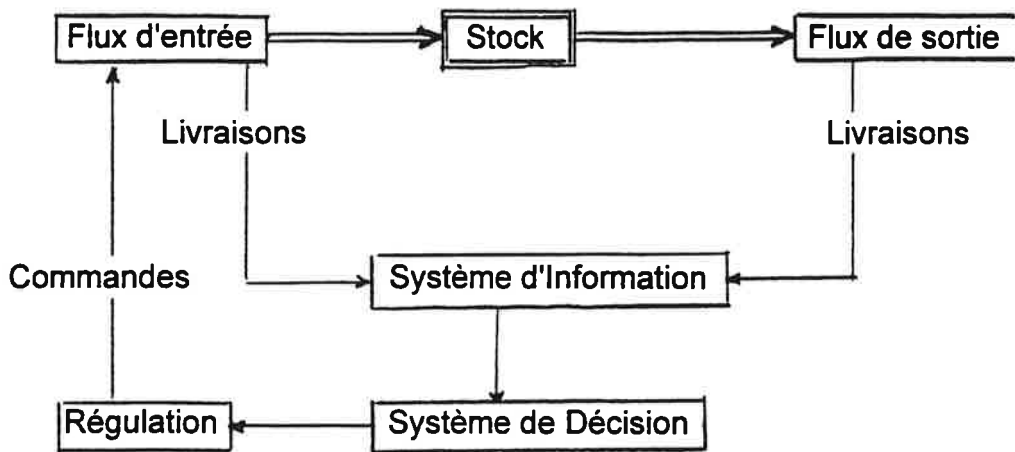 Flux d'entrée
Stock
Flux de sortie
Livraisons
Livraisons
Commandes
Système d'Information
Régulation
Système de Décision